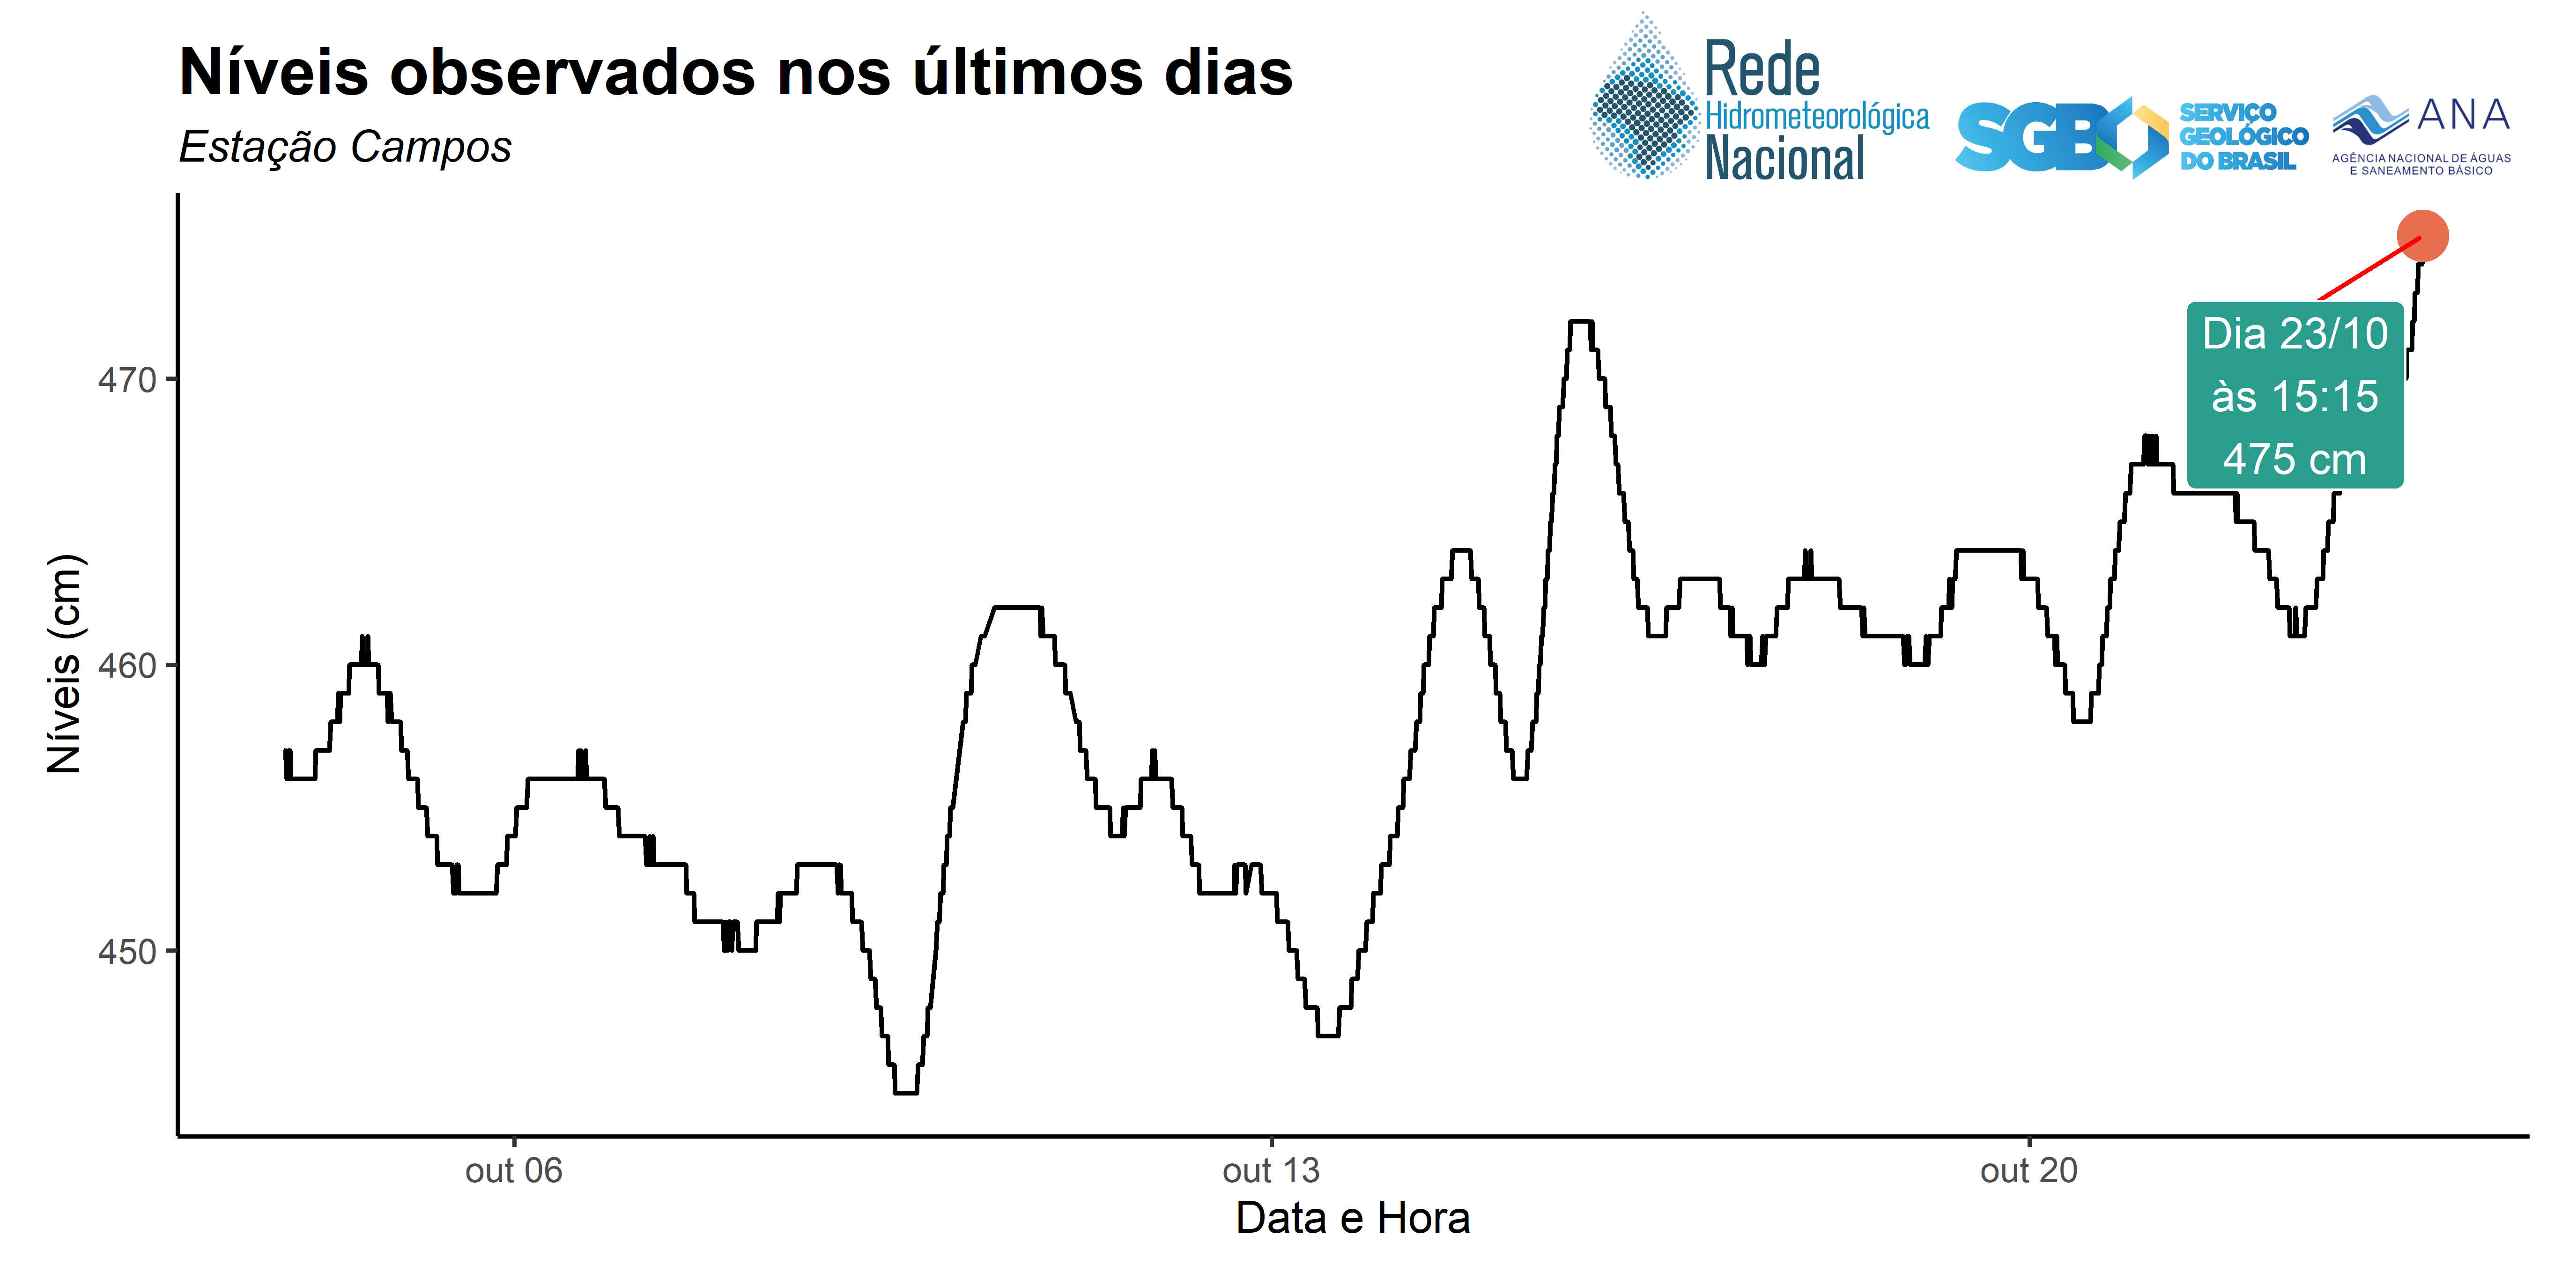 Níveis observados nos últimos dias
Estação Campos
Rede
Hidrometeorológica
Nacional
SGB
SERVIÇO
GEOLÓGICO
DO BRASIL
ANA
AGÊNCIA NACIONAL DE ÁGUAS
E SANEAMENTO BÁSICO
Níveis (cm)
470
460
450
Dia 23/10
às 15:15
475 cm
out 06
out 13
out 20
Data e Hora